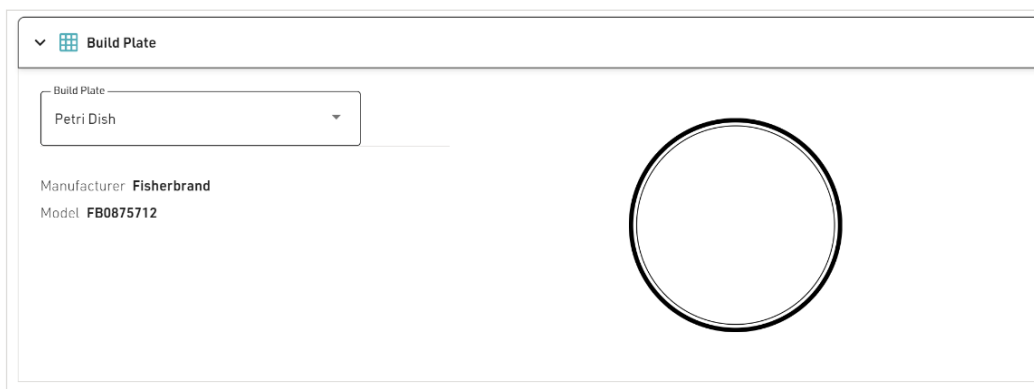 Build Plate
Build Plate
Petri Dish
Manufacturer Fisherbrand
Model FB0875712